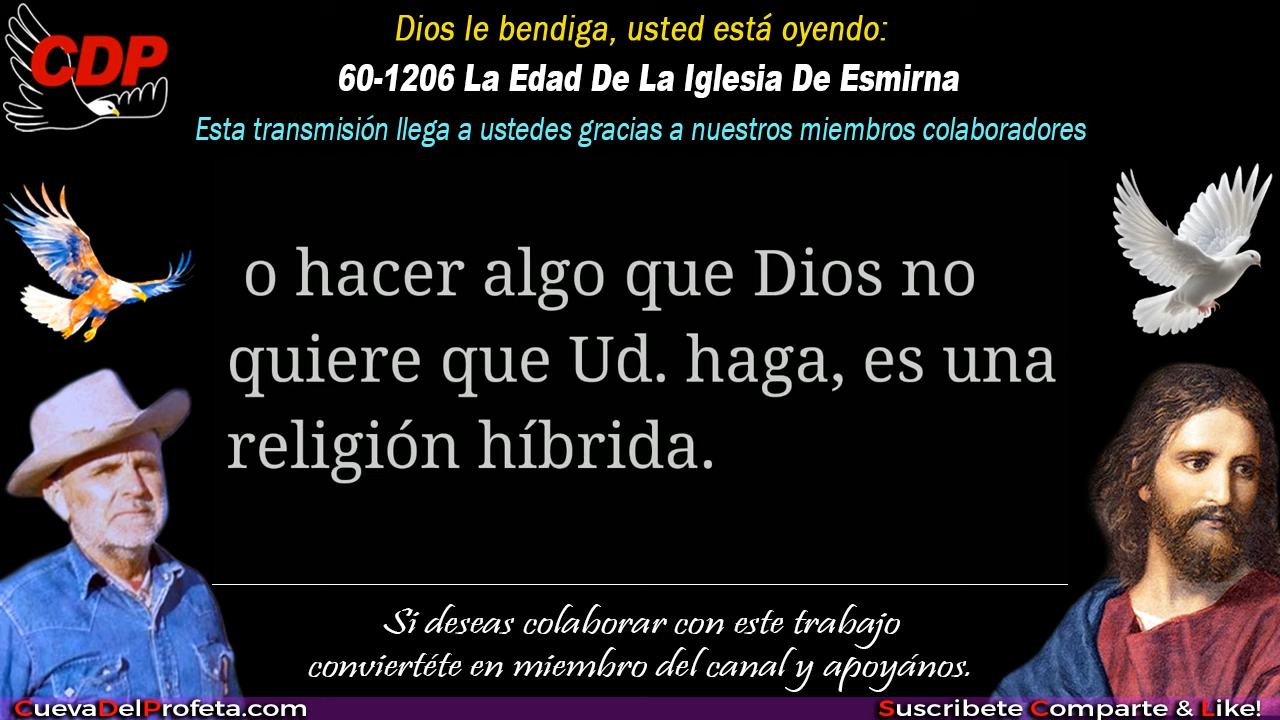 CDP
Dios le bendiga, usted está oyendo:
60-1206 La Edad De La Iglesia De Esmirna
Esta transmisión llega a ustedes gracias a nuestros miembros colaboradores
o hacer algo que Dios no
quiere que Ud. haga, es una
religión híbrida.
Si deseas colaborar con este trabajo
conviertéte en miembro del canal y apoyános.
CuevaDelProfeta.com
Suscribete Comparte & Like!